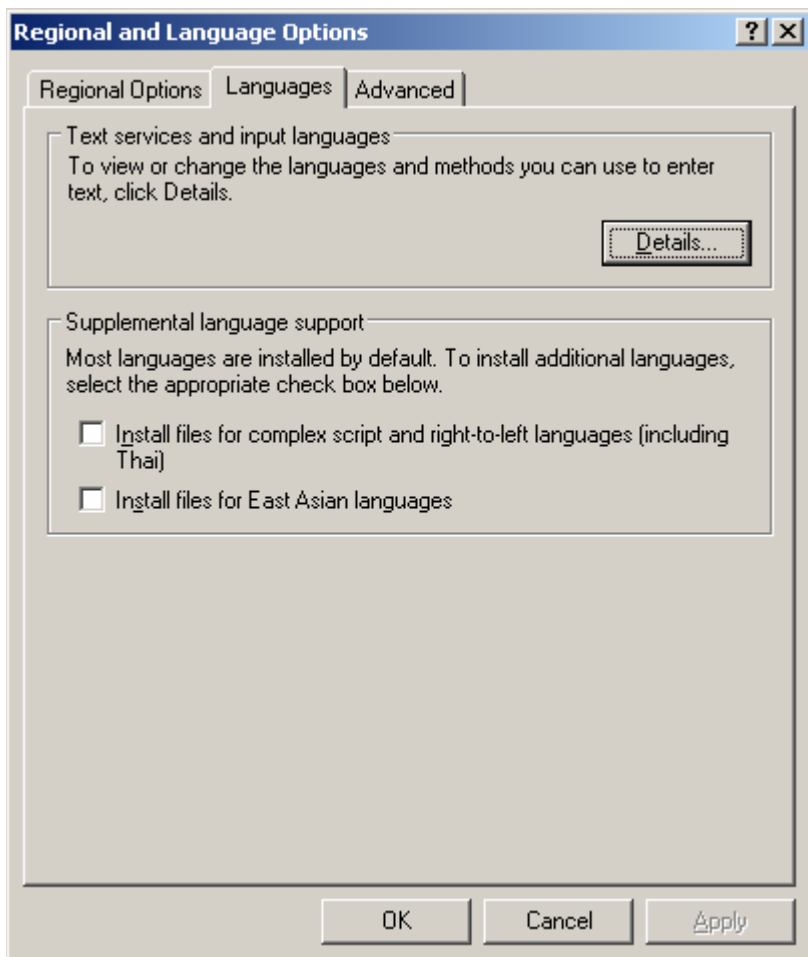 Regional and Language Options
Regional Options Languages Advanced
Text services and input languages
To view or change the languages and methods you can use to enter
text, click Details.
Details...
Supplemental language support
Most languages are installed by default. To install additional languages,
select the appropriate check box below.
Install files for complex script and right-to-left languages (including
Thai)
Install files for East Asian languages
OK Cancel Apply